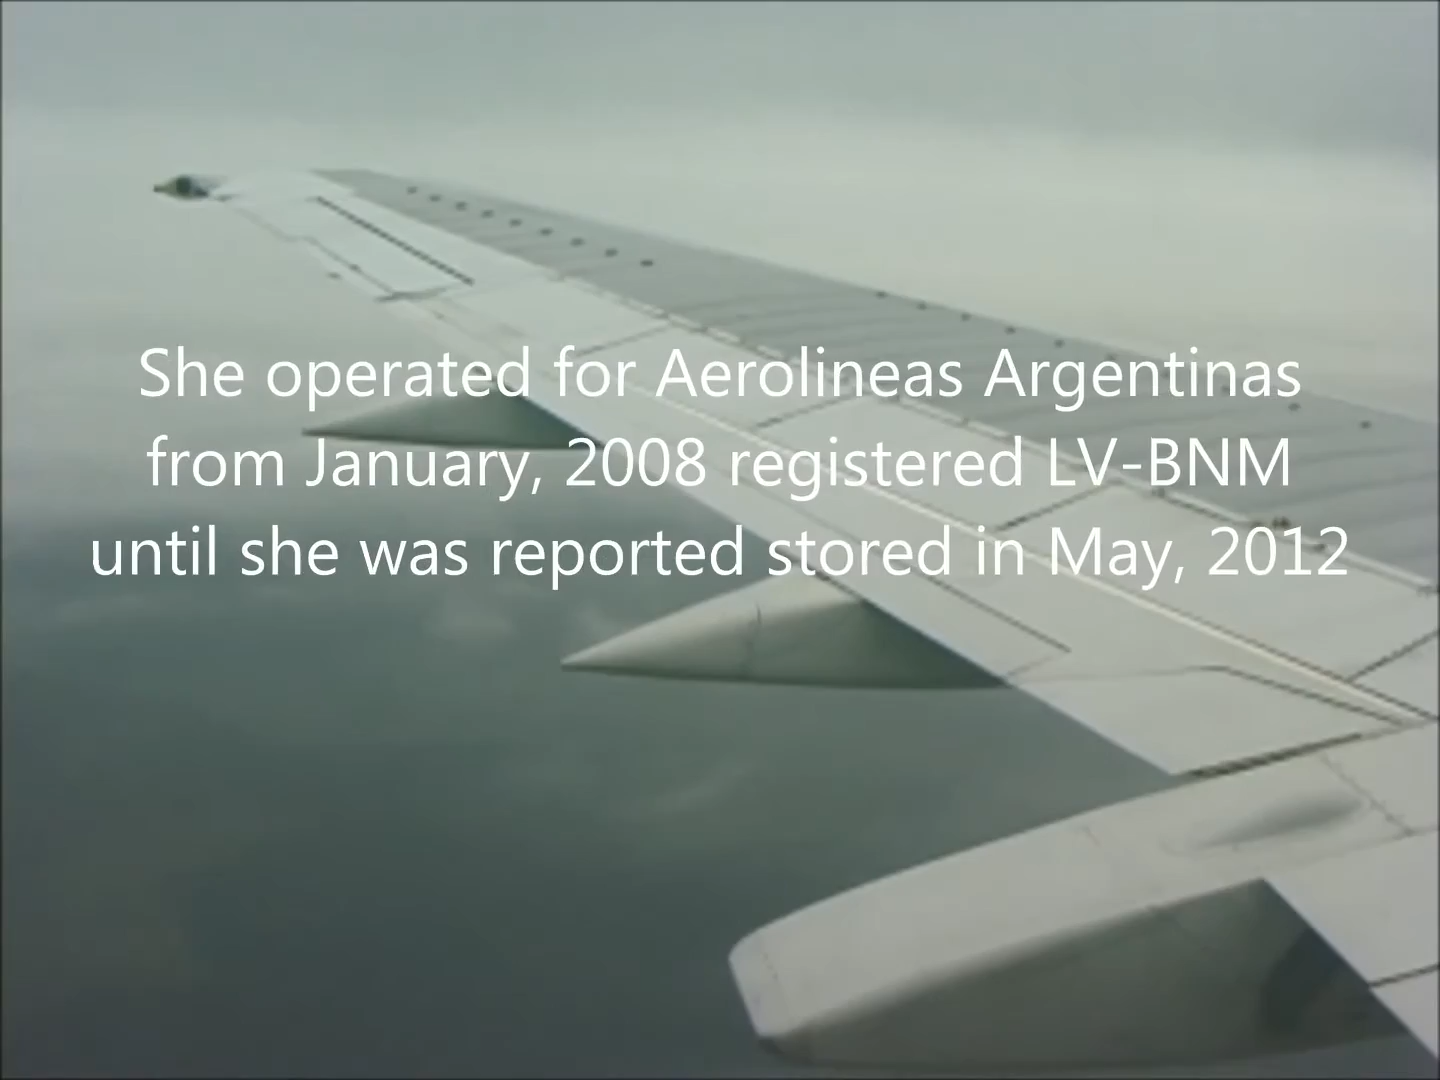 She operated for Aerolineas Argentinas
from January, 2008 registered LV-BNM
until she was reported stored in May, 2012